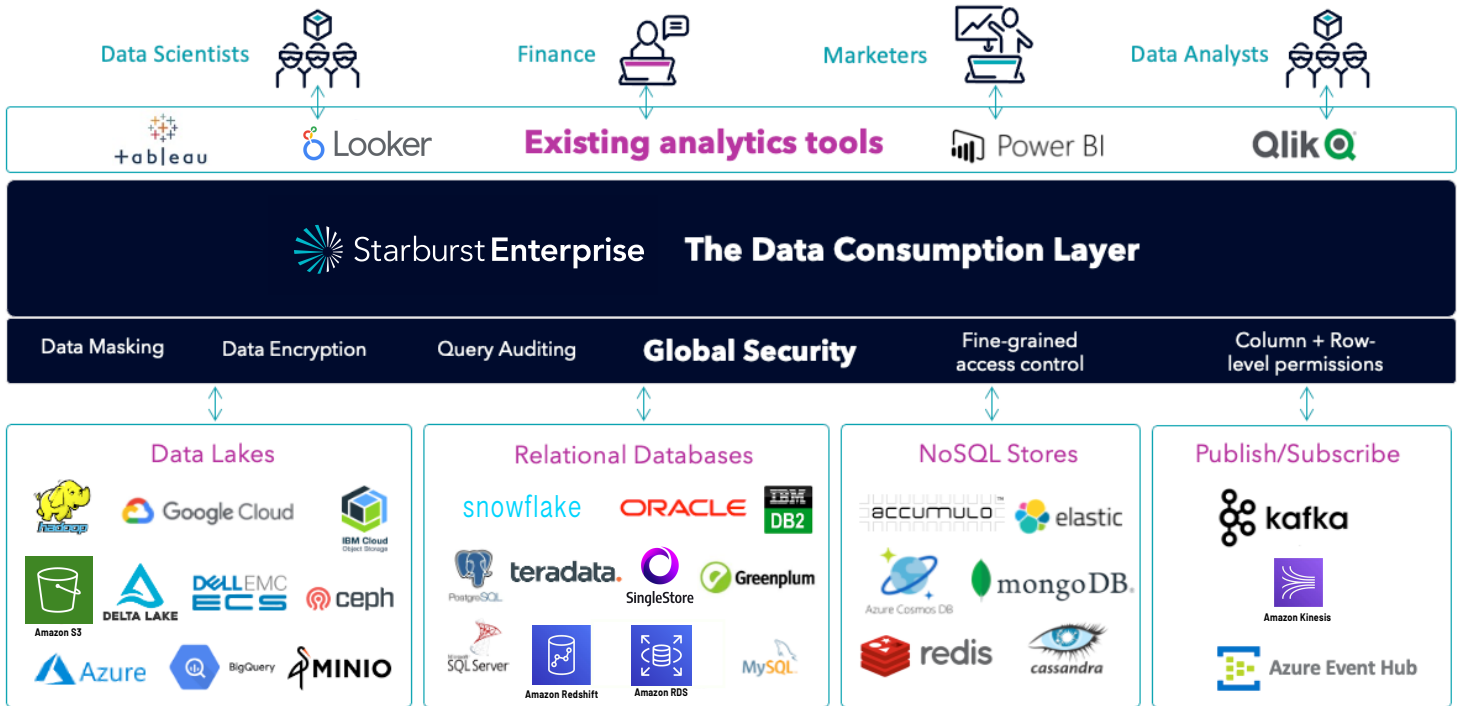 Data Scientists
Finance
Marketers
Data Analysts
+ableau
Looker
Existing analytics tools
Power BI
Qlik
Starburst Enterprise
The Data Consumption Layer
Data Masking
Data Encryption
Query Auditing
Global Security
Fine-grained
access control
Column + Row-
level permissions
Data Lakes
hadoop
Google Cloud
IBM Cloud
Object Storage
Amazon S3
DELTA LAKE
DELL EMC
ECS
ceph
Azure
BigQuery
MINIO
Relational Databases
snowflake
ORACLE
IBM
DB2
PostgreSQL
teradata.
SingleStore
Greenplum
Microsoft
SQL Server
Amazon Redshift
Amazon RDS
MySQL
NoSQL Stores
accumulo™
elastic
Azure Cosmos DB
mongoDB.
redis
cassandra
Publish/Subscribe
kafka
Amazon Kinesis
Azure Event Hub